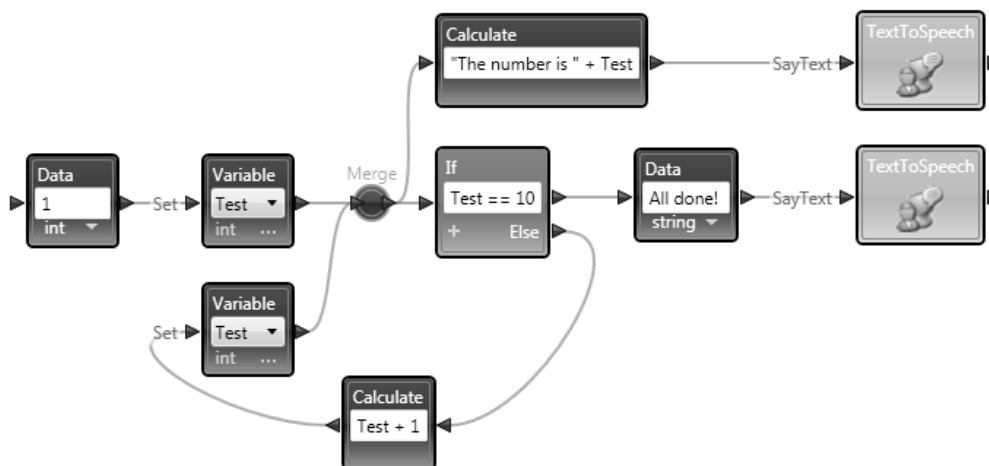 Calculate
"The number is " + Test
SayText
TextToSpeech
Data
1
int
Set
Variable
Test
int ...
Merge
If
Test == 10
+ Else
Data
All done!
string
SayText
TextToSpeech
Set
Variable
Test
int ...
Calculate
Test + 1